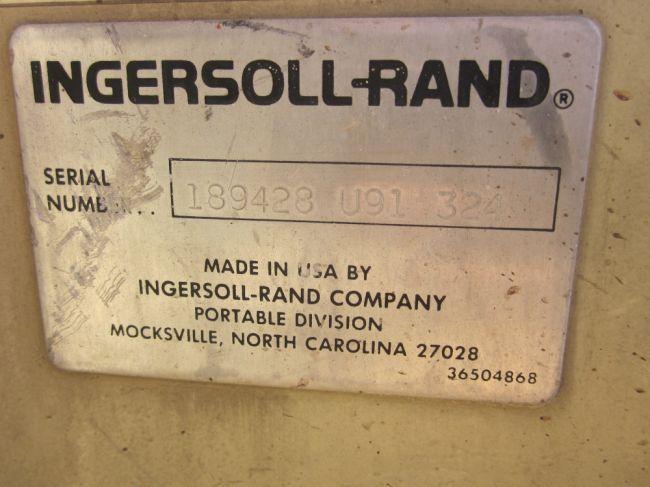 INGERSOLL-RAND®
SERIAL
NUMBER..
189428 U91 324
MADE IN USA BY
INGERSOLL-RAND COMPANY
PORTABLE DIVISION
MOCKSVILLE, NORTH CAROLINA 27028
36504868